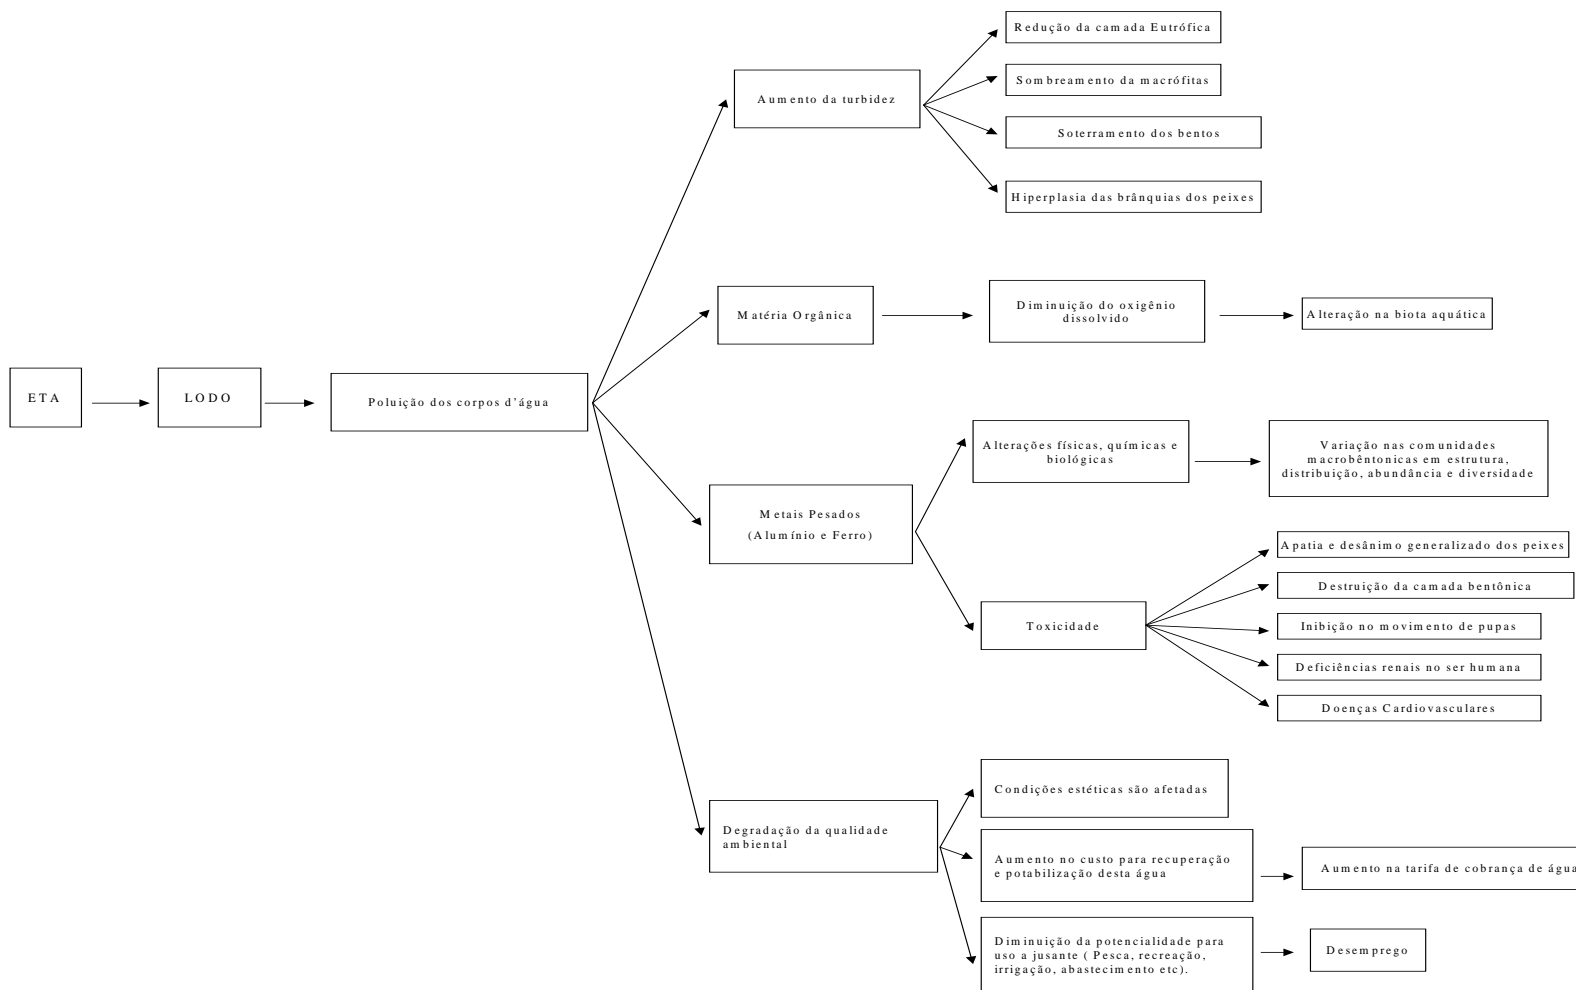 ETA
LODO
Poluição dos corpos d'água
Aumento da turbidez
Redução da camada Eutrófica
Sombreamento da macrófitas
Soterramento dos bentos
Hiperplasia das brânquias dos peixes
Matéria Orgânica
Diminuição do oxigênio
dissolvido
Alteração na biota aquática
Metais Pesados
(Alumínio e Ferro)
Alterações físicas, químicas e
biológicas
Variação nas comunidades
macrobêntonicas em estrutura,
distribuição, abundância e diversidade
Toxicidade
Apatia e desânimo generalizado dos peixes
Destruição da camada bentônica
Inibição no movimento de pupas
Deficiências renais no ser humana
Doenças Cardiovasculares
Degradação da qualidade
ambiental
Condições estéticas são afetadas
Aumento no custo para recuperação
e potabilização desta água
Aumento na tarifa de cobrança de água
Diminuição da potencialidade para
uso a jusante ( Pesca, recreação,
irrigação, abastecimento etc).
Desemprego